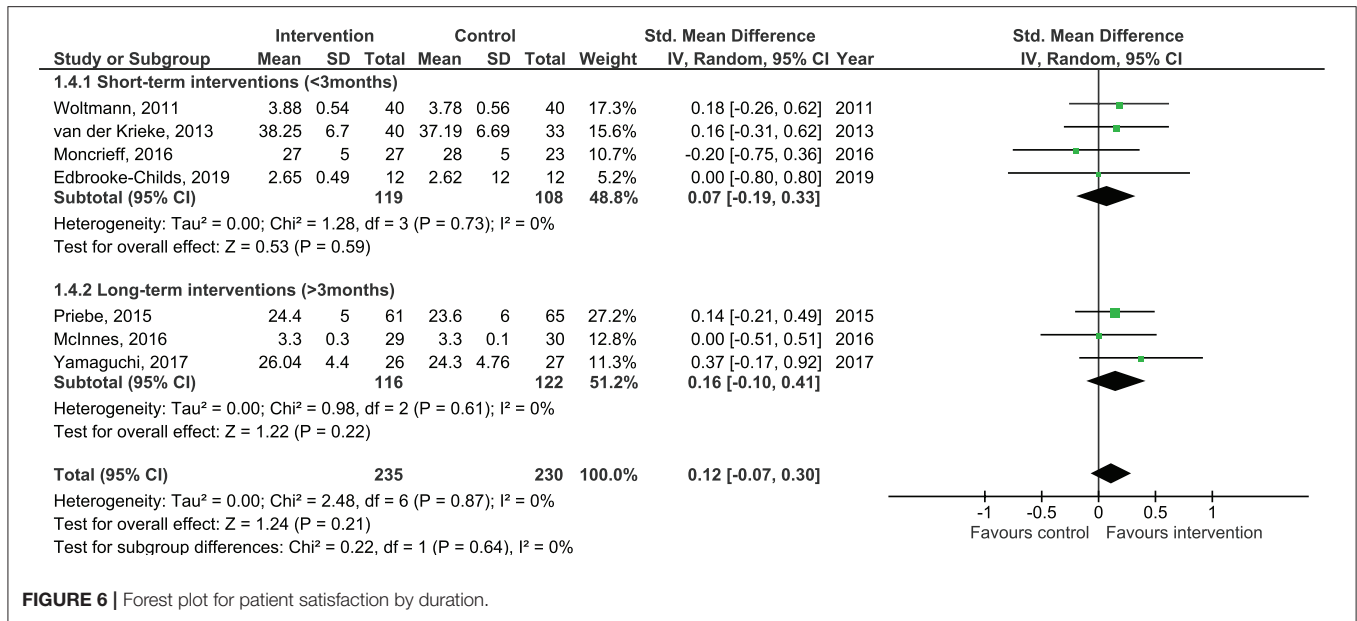 Intervention Control Std. Mean Difference Std. Mean Difference
Study or Subgroup Mean SD Total Mean SD Total Weight IV, Random, 95% CI Year IV, Random, 95% CI
1.4.1 Short-term interventions (<3months)
Woltmann, 2011 3.88 0.54 40 3.78 0.56 40 17.3% 0.18 [-0.26, 0.62] 2011
van der Krieke, 2013 38.25 6.7 40 37.19 6.69 33 15.6% 0.16 [-0.31, 0.62] 2013
Moncrieff, 2016 27 5 27 28 5 23 10.7% -0.20 [-0.75, 0.36] 2016
Edbrooke-Childs, 2019 2.65 0.49 12 2.62 12 12 5.2% 0.00 [-0.80, 0.80] 2019
Subtotal (95% CI) 119 108 48.8% 0.07 [-0.19, 0.33]
Heterogeneity: Tau² = 0.00; Chi² = 1.28, df = 3 (P = 0.73); I² = 0%
Test for overall effect: Z = 0.53 (P = 0.59)
1.4.2 Long-term interventions (>3months)
Priebe, 2015 24.4 5 61 23.6 6 65 27.2% 0.14 [-0.21, 0.49] 2015
McInnes, 2016 3.3 0.3 29 3.3 0.1 30 12.8% 0.00 [-0.51, 0.51] 2016
Yamaguchi, 2017 26.04 4.4 26 24.3 4.76 27 11.3% 0.37 [-0.17, 0.92] 2017
Subtotal (95% CI) 116 122 51.2% 0.16 [-0.10, 0.41]
Heterogeneity: Tau² = 0.00; Chi² = 0.98, df = 2 (P = 0.61); I² = 0%
Test for overall effect: Z = 1.22 (P = 0.22)
Total (95% CI) 235 230 100.0% 0.12 [-0.07, 0.30]
Heterogeneity: Tau² = 0.00; Chi² = 2.48, df = 6 (P = 0.87); I² = 0%
Test for overall effect: Z = 1.24 (P = 0.21)
Test for subgroup differences: Chi² = 0.22, df = 1 (P = 0.64), I² = 0%
-1 -0.5 0 0.5 1
Favours control Favours intervention
FIGURE 6 | Forest plot for patient satisfaction by duration.